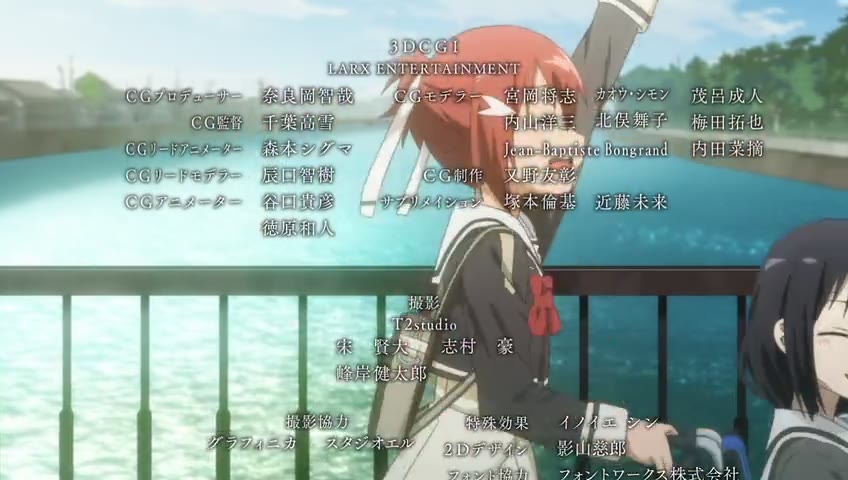 3DCGI
LARX ENTERTAINMENT
CGプロデューサー 奈良岡智哉 CGモデラー 宮岡将志 カオウ・シモン 茂呂成人
CG監督 千葉高雪 内山洋三 北俣舞子 梅田拓也
CGリードアニメーター 森本シグマ Jean-Baptiste Bongrand 内田菜摘
CGリードモデラー 辰口智樹 CG制作 又野友彰
CGアニメーター 谷口貴彦 サブリメイション 塚本倫基 近藤未来
徳原和人
撮影
T2studio
宋 賢大 志村 豪
峰岸健太郎
撮影協力 特殊効果 イノイエ シン
グラフィニカ スタジオエル 2Dデザイン 影山慈郎
フォント協力 フォントワークス株式会社